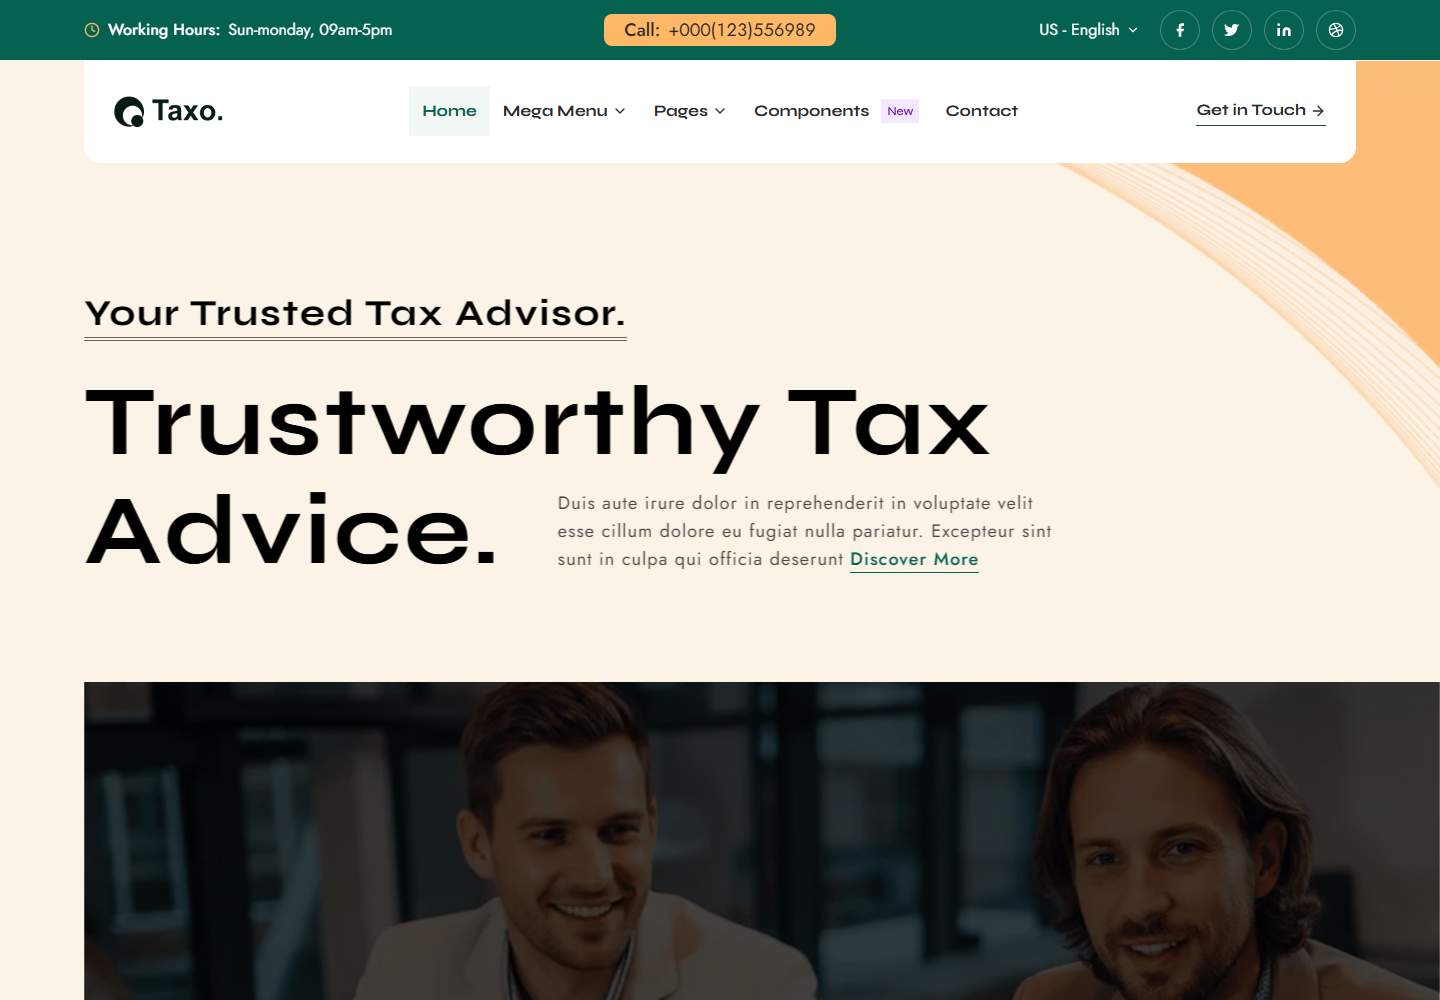 Working Hours: Sun-monday, 09am-5pm
Call: +000(123)556989
US - English
Taxo.
Home
Mega Menu
Pages
Components
New
Contact
Get in Touch
Your Trusted Tax Advisor.
Trustworthy Tax
Advice.
Duis aute irure dolor in reprehenderit in voluptate velit
esse cillum dolore eu fugiat nulla pariatur. Excepteur sint
sunt in culpa qui officia deserunt Discover More